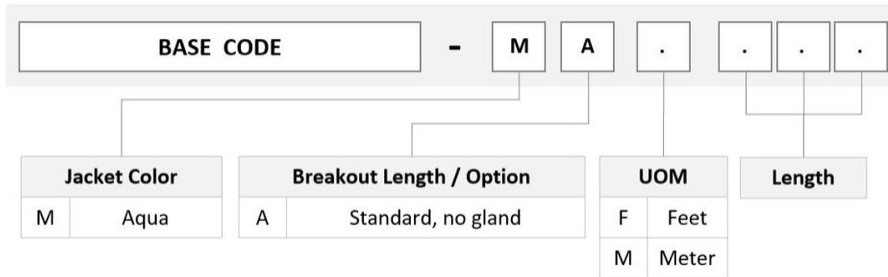 BASE CODE - M A . . . .
Jacket Color Breakout Length / Option UOM Length
M Aqua A Standard, no gland F Feet
M Meter